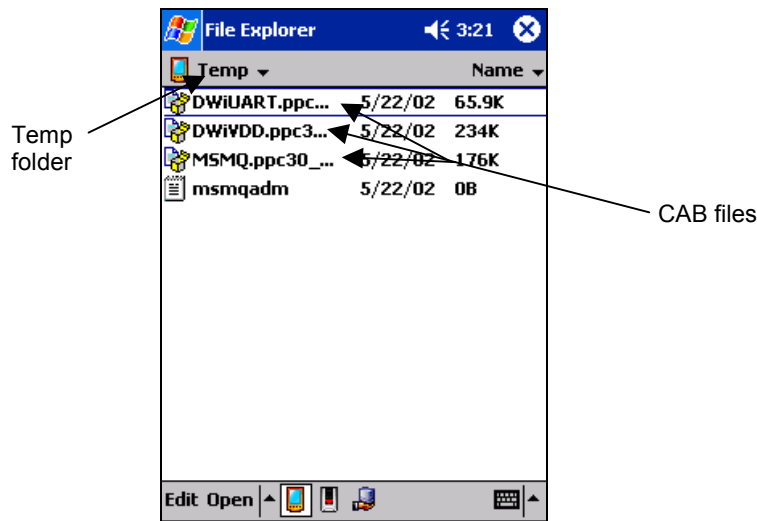 File Explorer 3:21
Temp Name
DWiUART.ppc... 5/22/02 65.9K
DWiVDD.ppc3... 5/22/02 234K
MSMQ.ppc30_... 5/22/02 176K
msmqadm 5/22/02 0B
Temp
folder
CAB files
Edit Open